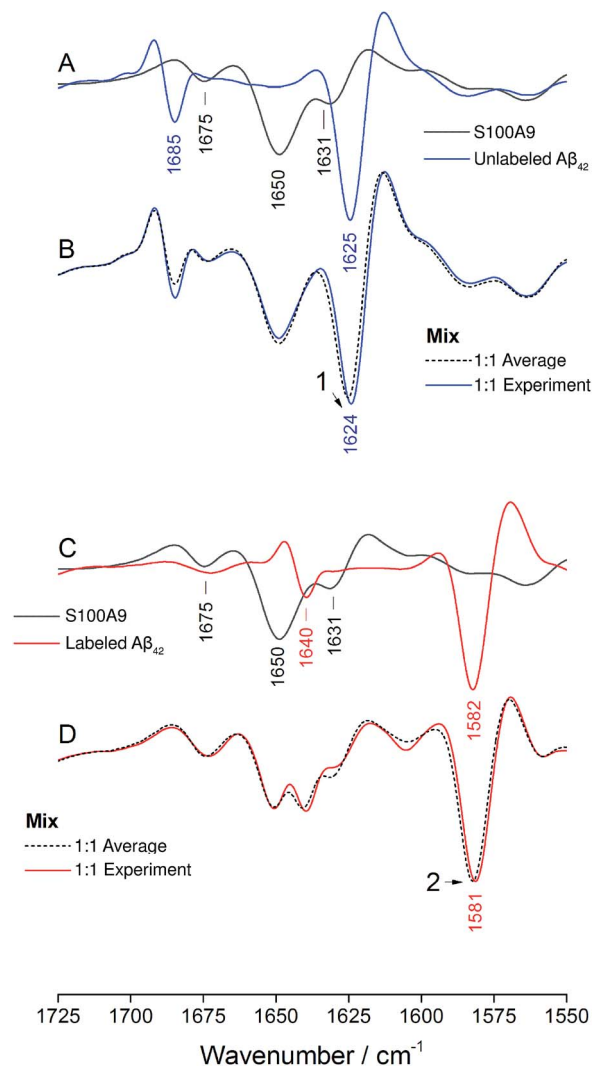 A
1685
1675
1650
1631
1625
S100A9
Unlabeled Aβ42
B
1
1624
Mix
1:1 Average
1:1 Experiment
C
S100A9
Labeled Aβ42
1675
1650
1640
1631
1582
D
Mix
1:1 Average
1:1 Experiment
2
1581
1725 1700 1675 1650 1625 1600 1575 1550
Wavenumber / cm-1